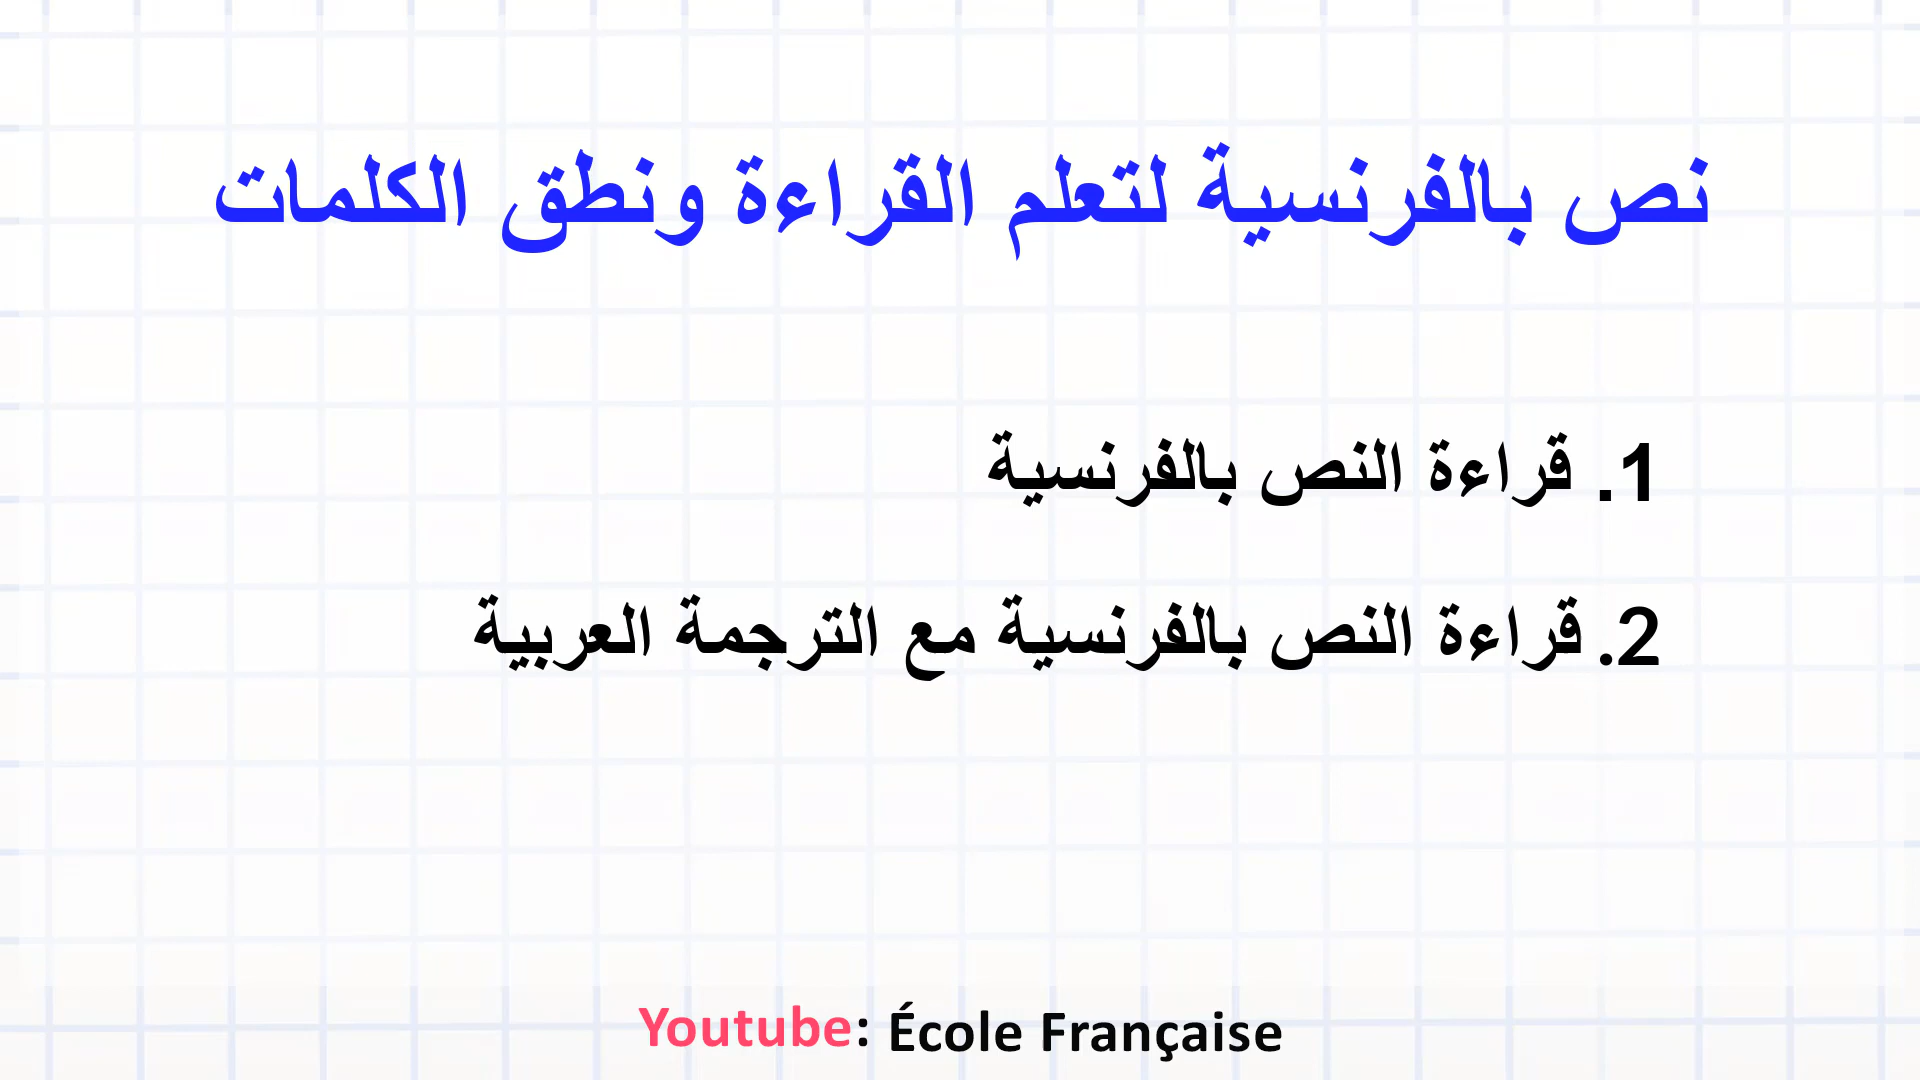 نص بالفرنسية لتعلم القراءة ونطق الكلمات
1. قراءة النص بالفرنسية
2. قراءة النص بالفرنسية مع الترجمة العربية
Youtube: École Française